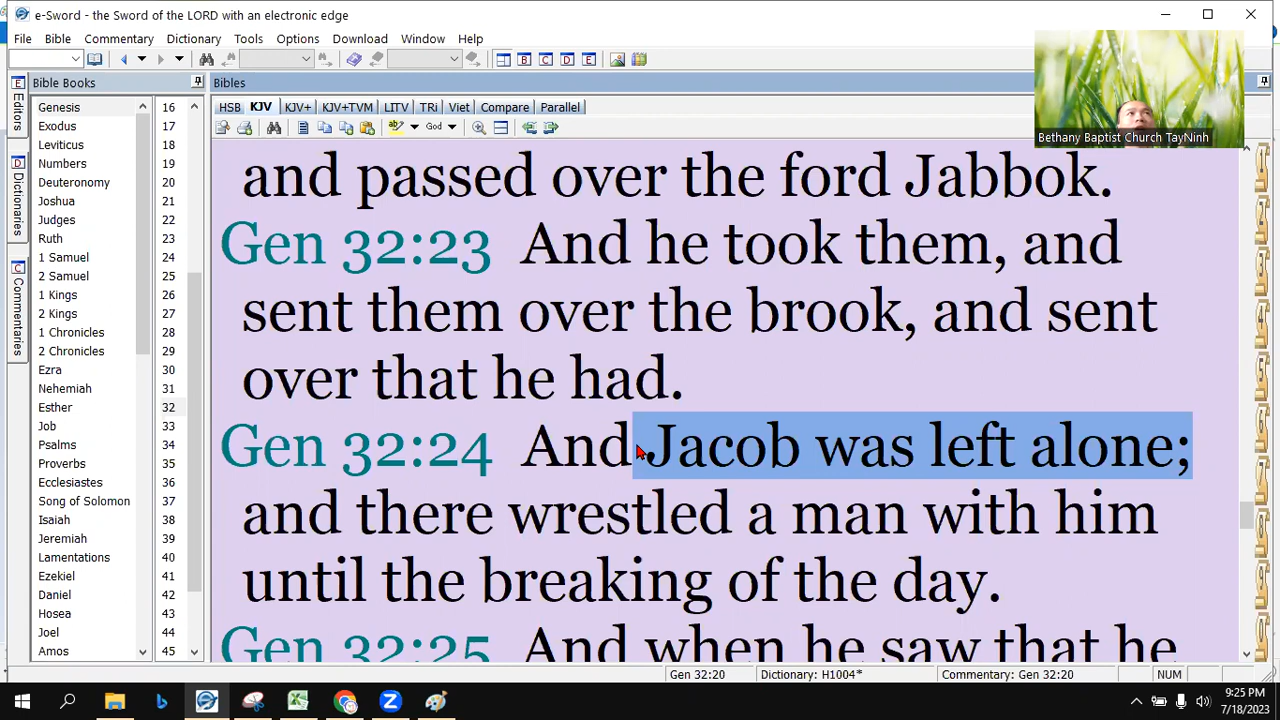 e-Sword - the Sword of the LORD with an electronic edge
File Bible Commentary Dictionary Tools Options Download Window Help
Bible Books
Bibles
Editors
Dictionaries
Commentaries
HSB KJV KJV+ KJV+TVM LITV TRi Viet Compare Parallel
God
Bethany Baptist Church TayNinh
Genesis 16
Exodus 17
Leviticus 18
Numbers 19
Deuteronomy 20
Joshua 21
Judges 22
Ruth 23
1 Samuel 24
2 Samuel 25
1 Kings 26
2 Kings 27
1 Chronicles 28
2 Chronicles 29
Ezra 30
Nehemiah 31
Esther 32
Job 33
Psalms 34
Proverbs 35
Ecclesiastes 36
Song of Solomon 37
Isaiah 38
Jeremiah 39
Lamentations 40
Ezekiel 41
Daniel 42
Hosea 43
Joel 44
Amos 45
and passed over the ford Jabbok.
Gen 32:23 And he took them, and
sent them over the brook, and sent
over that he had.
Gen 32:24 And Jacob was left alone;
and there wrestled a man with him
until the breaking of the day.
Gen 32:25 And when he saw that he
Gen 32:20 Dictionary: H1004* Commentary: Gen 32:20 NUM
9:25 PM
7/18/2023